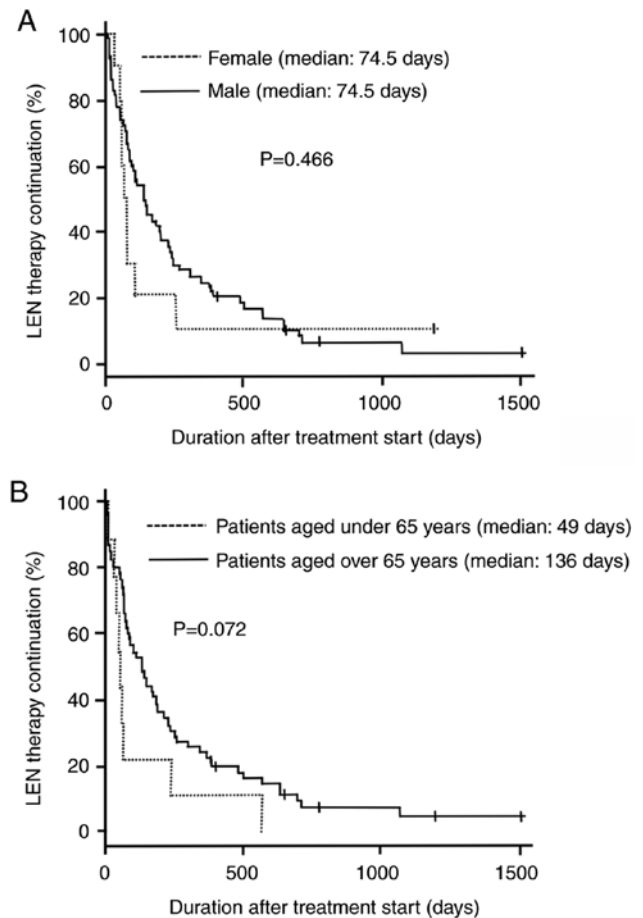 A
100
80
60
40
20
0
LEN therapy continuation (%)
Female (median: 74.5 days)
Male (median: 74.5 days)
P=0.466
0 500 1000 1500
Duration after treatment start (days)
B
100
80
60
40
20
0
LEN therapy continuation (%)
Patients aged under 65 years (median: 49 days)
Patients aged over 65 years (median: 136 days)
P=0.072
0 500 1000 1500
Duration after treatment start (days)